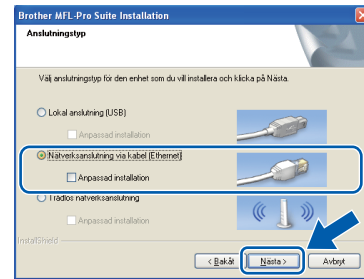 Brother MFL-Pro Suite Installation
Anslutningstyp
Välj anslutningstyp för den enhet som du vill installera och klicka på Nästa.
Lokal anslutning (USB)
Anpassad installation
Nätverksanslutning via kabel (Ethernet)
Anpassad installation
Trådlös nätverksanslutning
Anpassad installation
InstallShield
< Bakåt Nästa > Avbryt